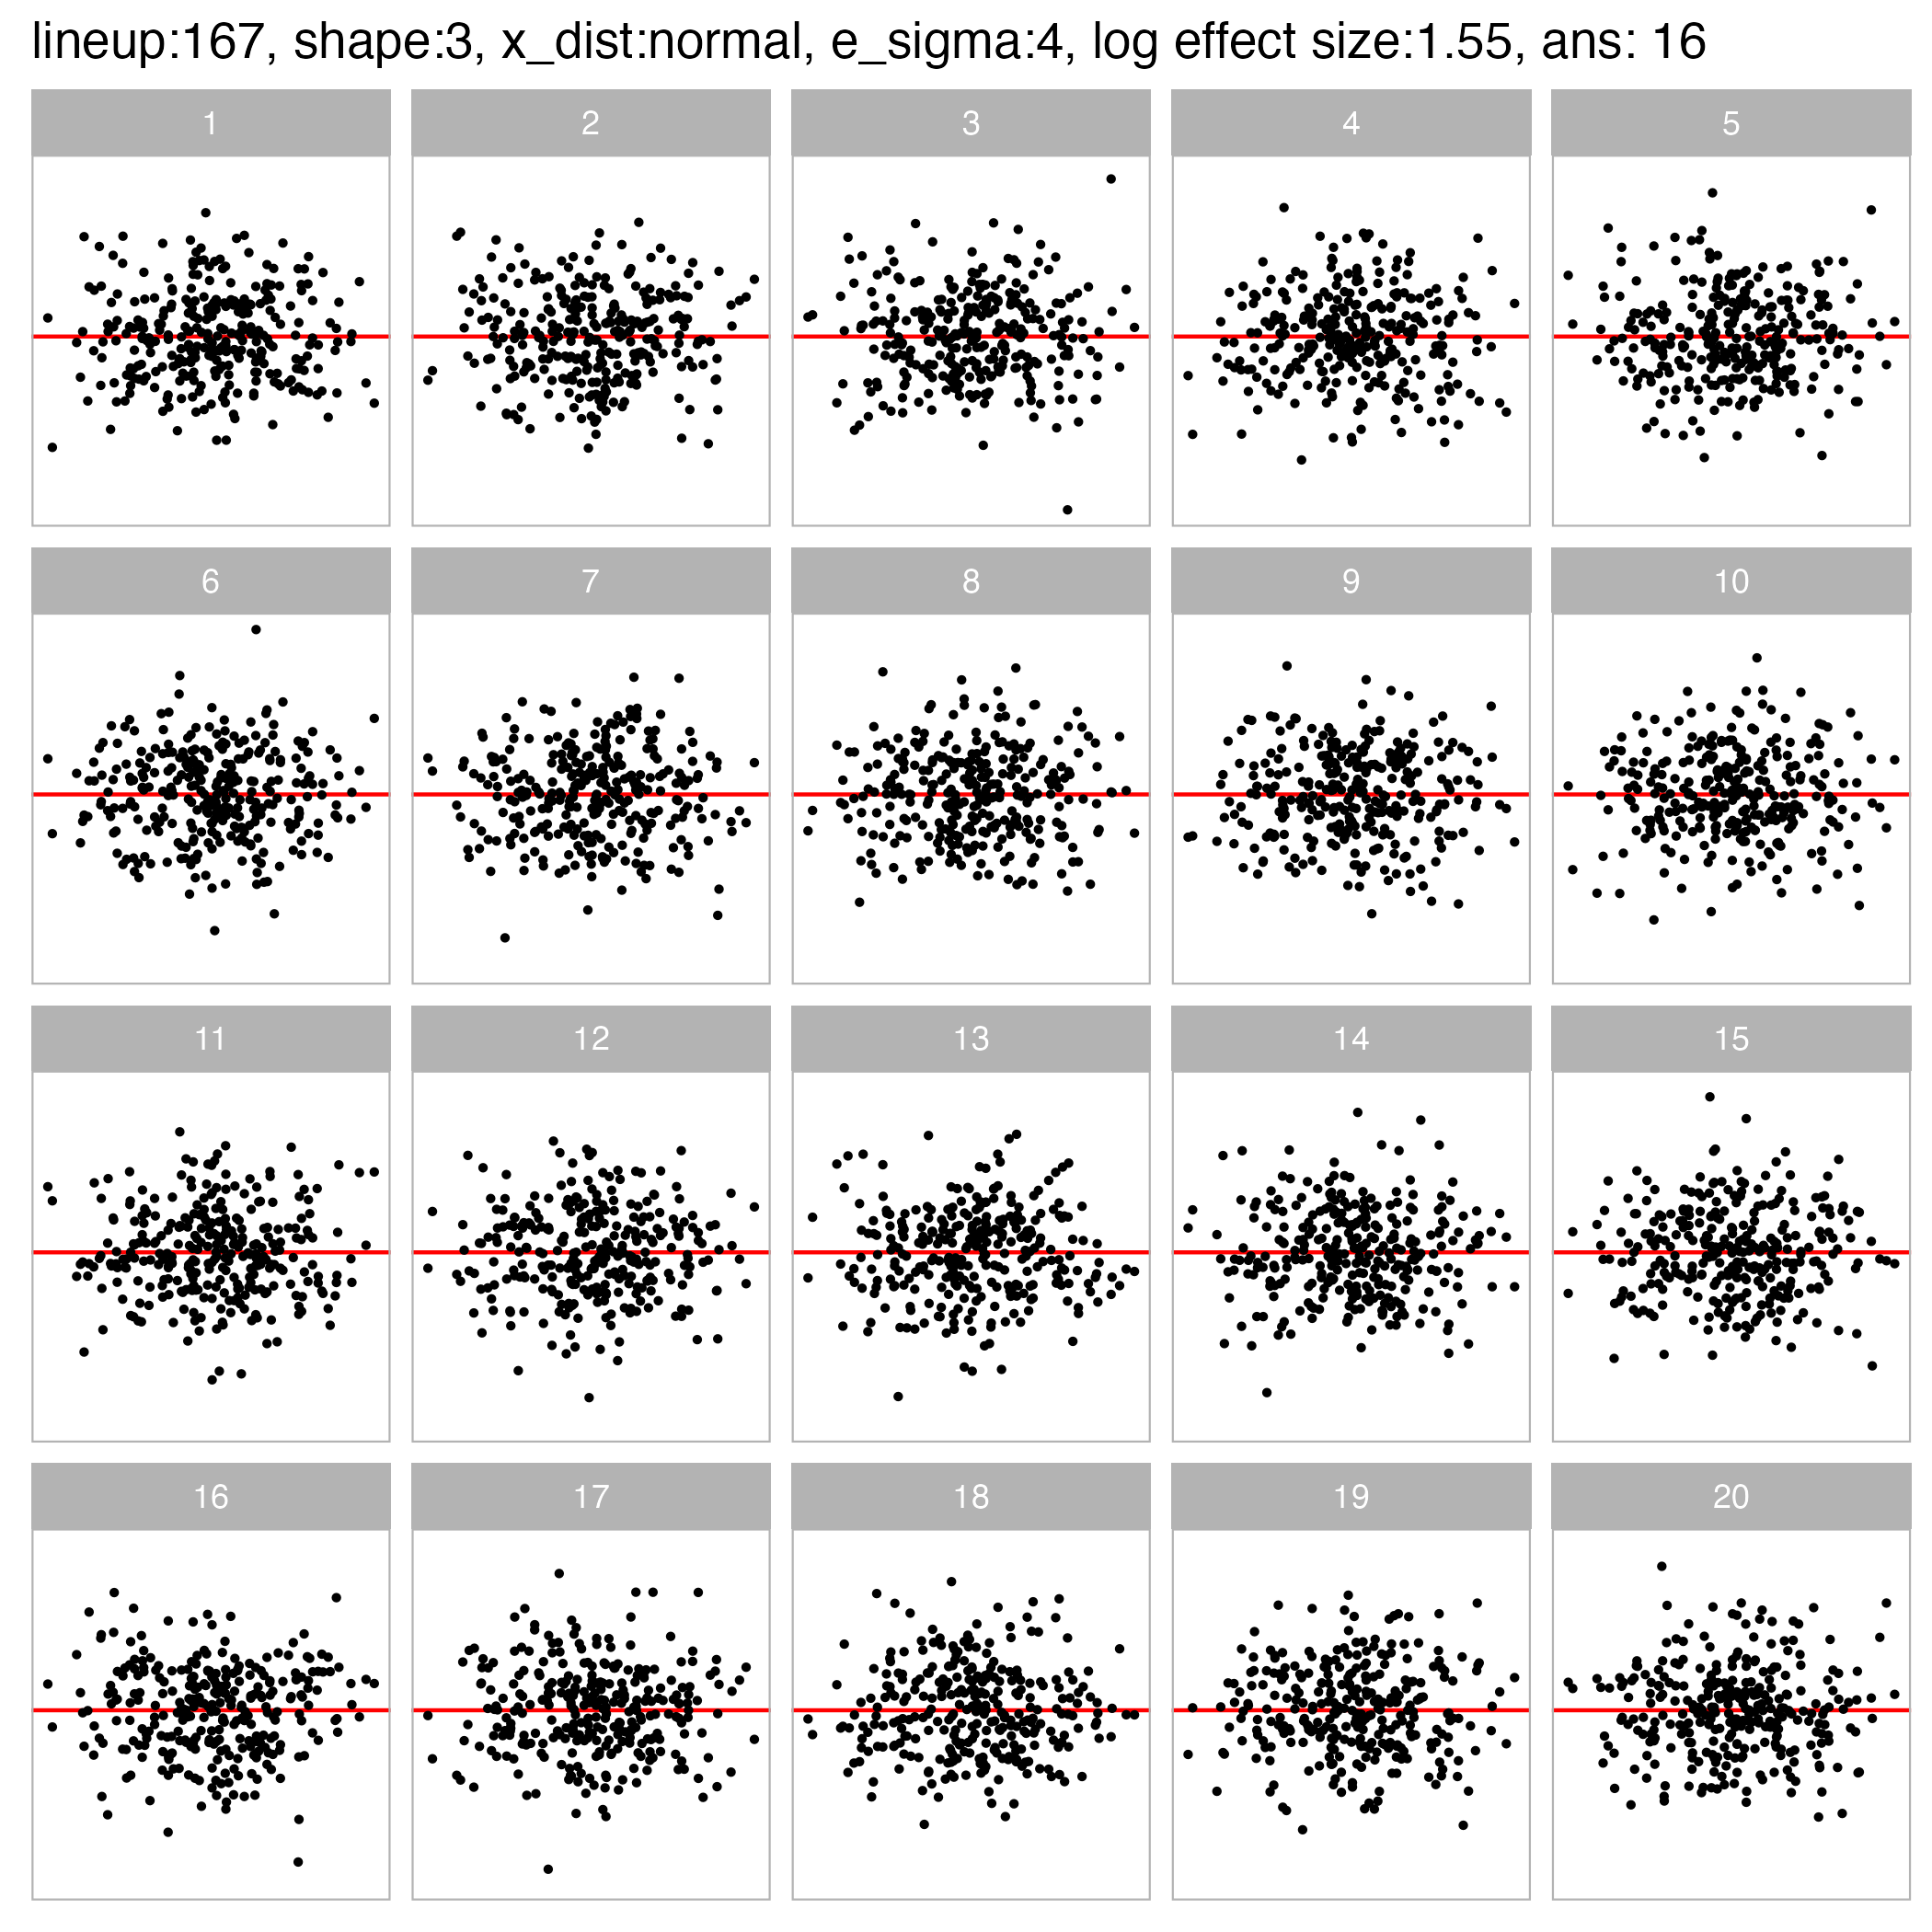 lineup:167, shape:3, x_dist:normal, e_sigma:4, log effect size:1.55, ans: 16
1 2 3 4 5
6 7 8 9 10
11 12 13 14 15
16 17 18 19 20